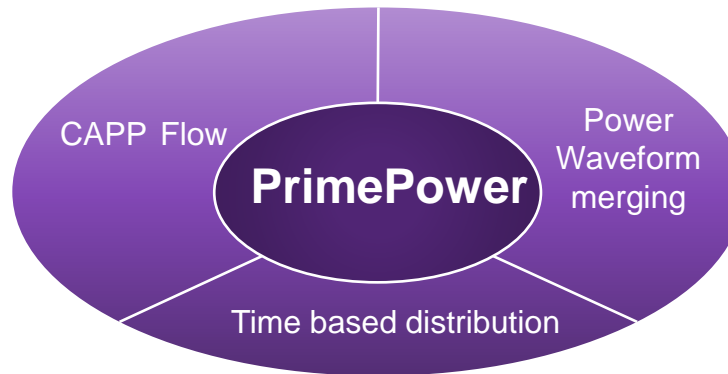 CAPP Flow
PrimePower
Power
Waveform
merging
Time based distribution